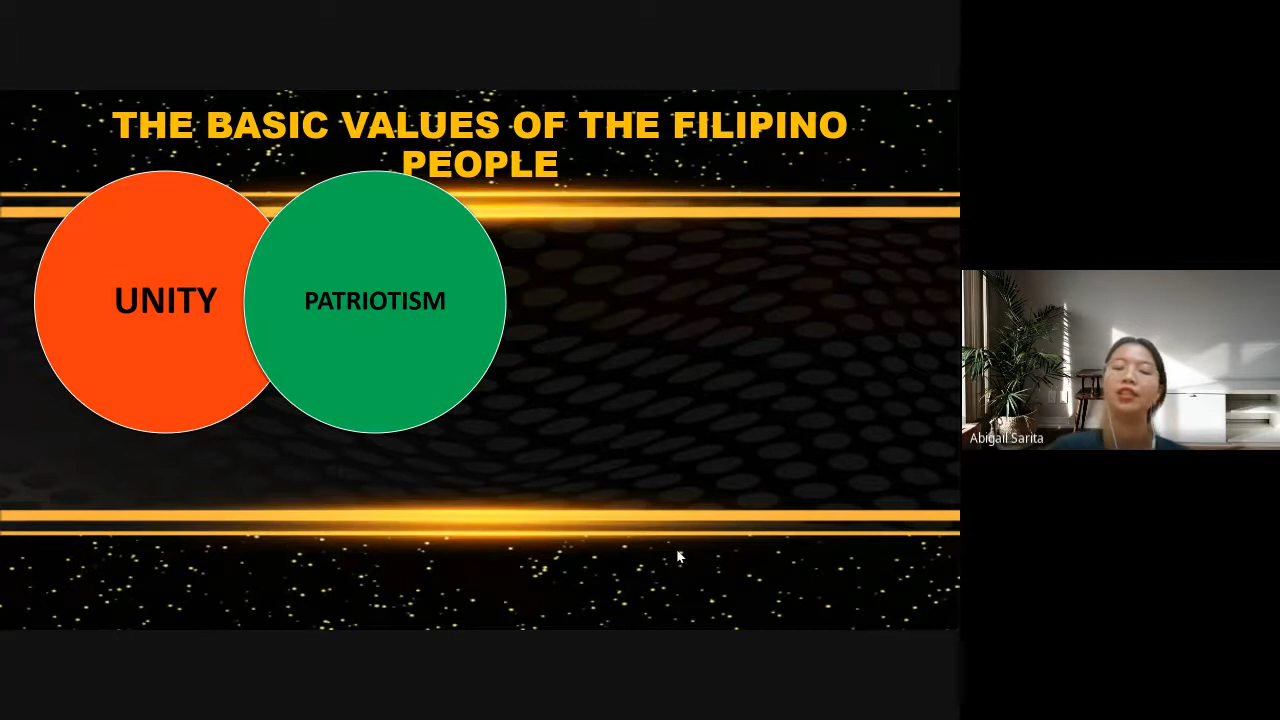 THE BASIC VALUES OF THE FILIPINO
PEOPLE
UNITY
PATRIOTISM
Abigail Sarita